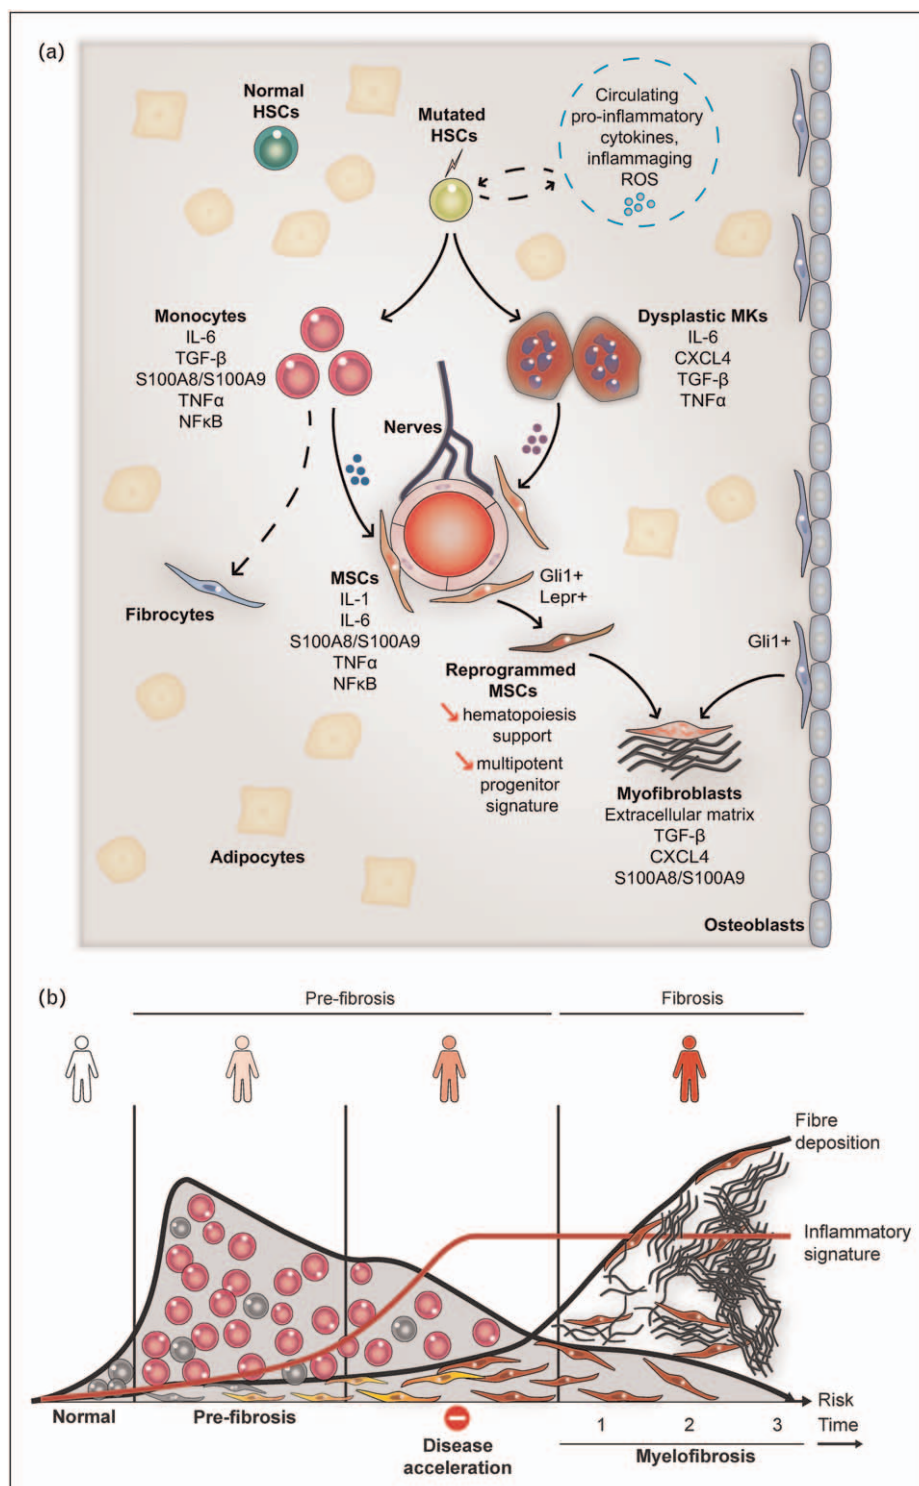 (a)
Normal
HSCs
Mutated
HSCs
Circulating
pro-inflammatory
cytokines,
inflammaging
ROS
Monocytes
IL-6
TGF-β
S100A8/S100A9
TNFα
NFκB
Dysplastic MKs
IL-6
CXCL4
TGF-β
TNFα
Nerves
Fibrocytes
MSCs
IL-1
IL-6
S100A8/S100A9
TNFα
NFκB
Gli1+
Lepr+
Reprogrammed
MSCs
hematopoiesis
support
multipotent
progenitor
signature
Gli1+
Myofibroblasts
Extracellular matrix
TGF-β
CXCL4
S100A8/S100A9
Adipocytes
Osteoblasts
(b)
Pre-fibrosis
Fibrosis
Fibre
deposition
Inflammatory
signature
Risk
Normal
Pre-fibrosis
Disease
acceleration
1 2 3
Time
Myelofibrosis